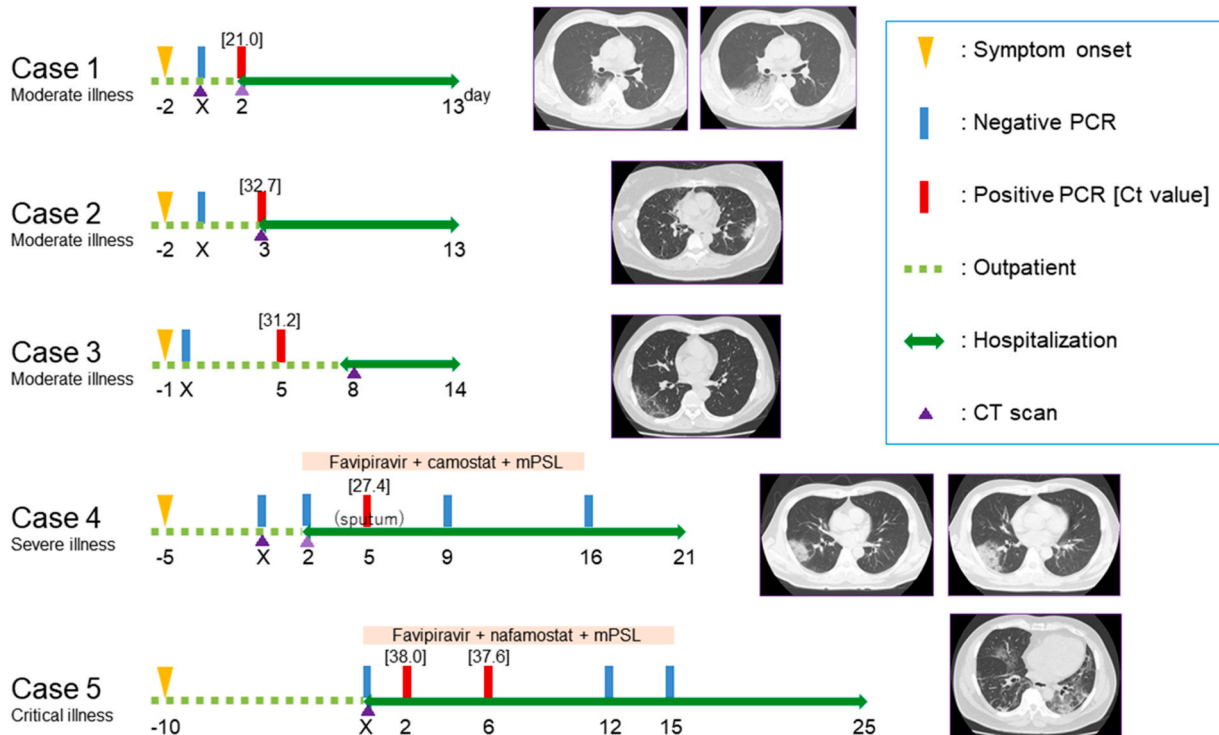 [21.0]
Case 1
Moderate illness
-2 X 2 13 day
[32.7]
Case 2
Moderate illness
-2 X 3 13
[31.2]
Case 3
Moderate illness
-1 X 5 8 14
Favipiravir + camostat + mPSL
[27.4]
(sputum)
Case 4
Severe illness
-5 X 2 5 9 16 21
Favipiravir + nafamostat + mPSL
[38.0] [37.6]
Case 5
Critical illness
-10 X 2 6 12 15 25
: Symptom onset
: Negative PCR
: Positive PCR [Ct value]
: Outpatient
: Hospitalization
: CT scan